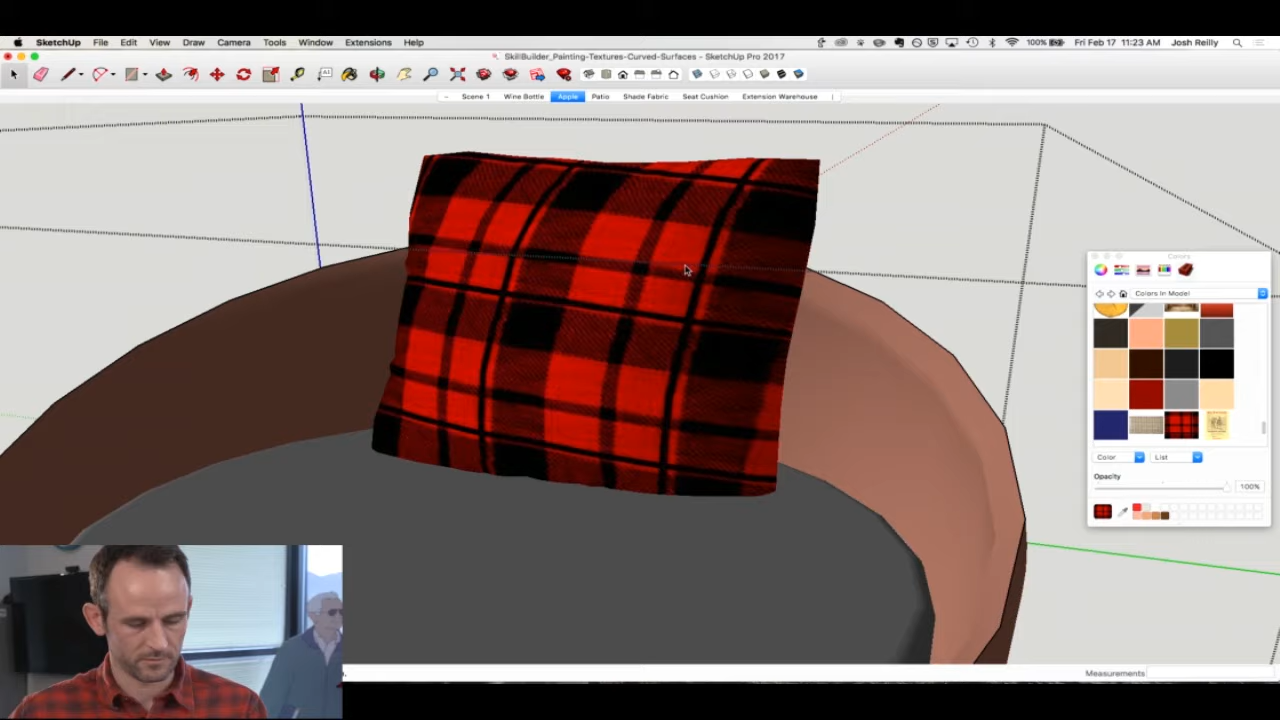 SketchUp File Edit View Draw Camera Tools Window Extensions Help 100% Fri Feb 17 11:23 AM Josh Reilly
SkillBuilder_Painting-Textures-Curved-Surfaces - SketchUp Pro 2017
Scene 1 Wine Bottle Apple Patio Shade Fabric Seat Cushion Extension Warehouse
Colors
Colors In Model
Color List
Opacity
100%
Measurements